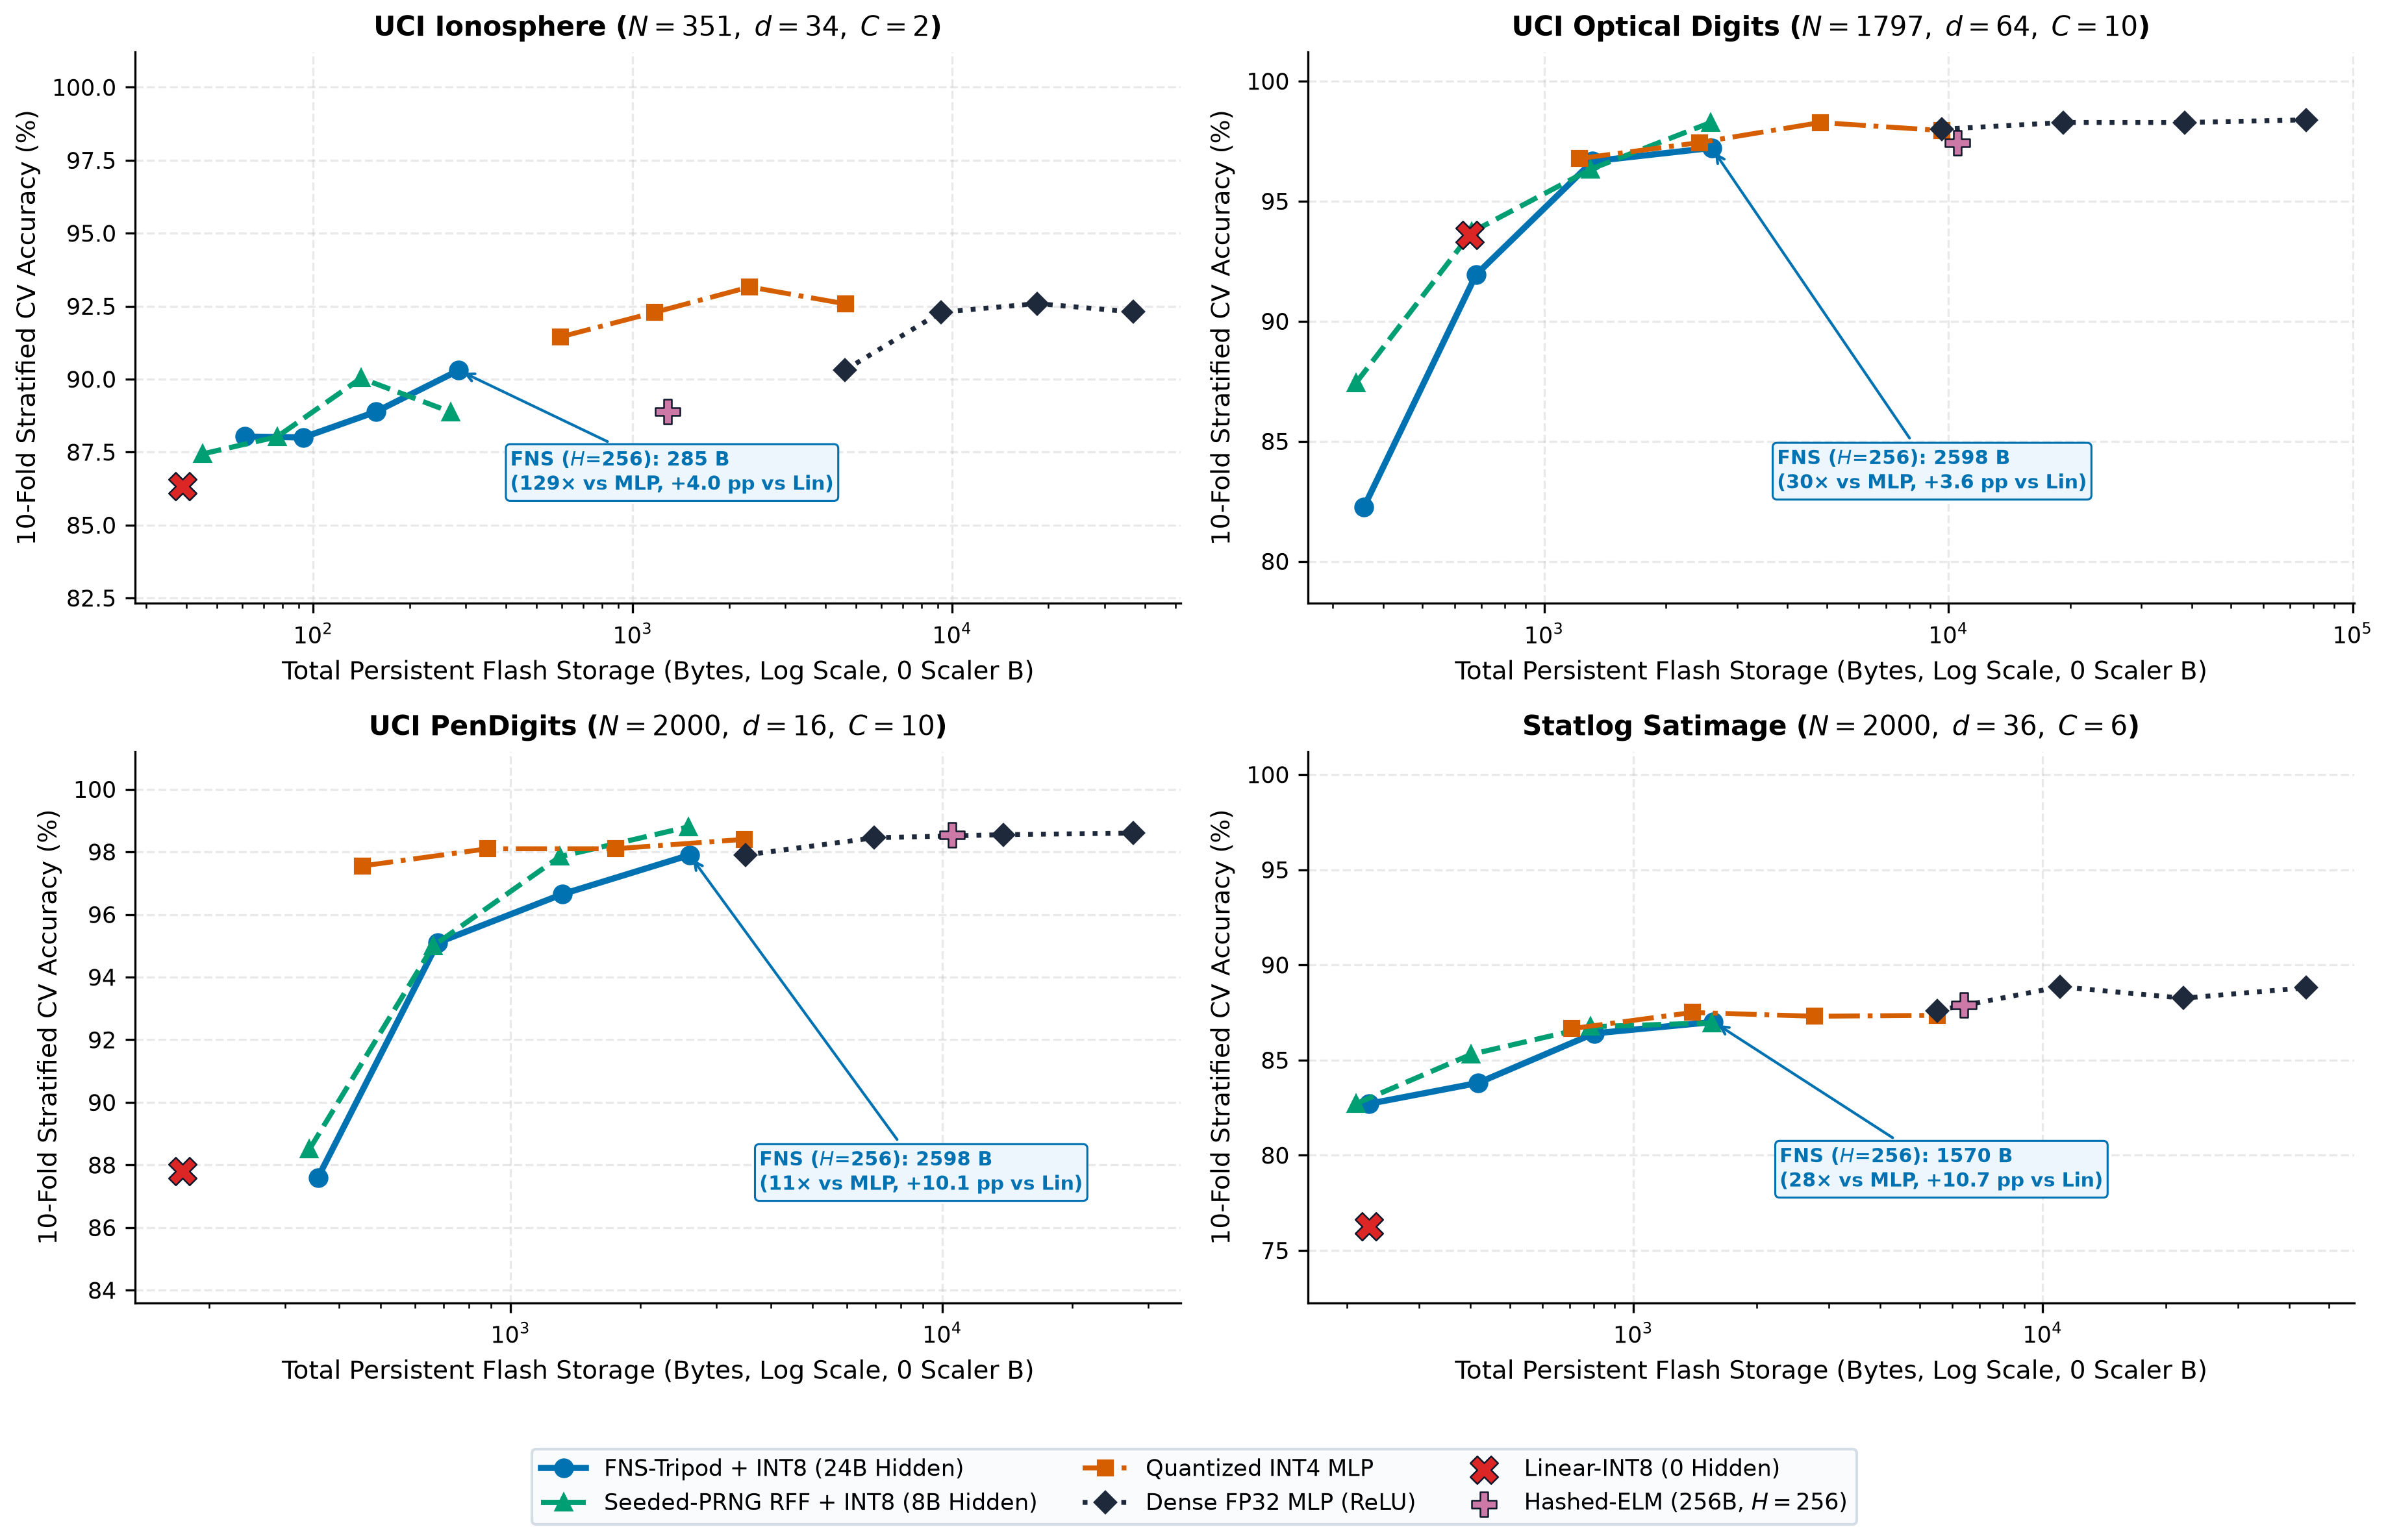 UCI Ionosphere (N = 351, d = 34, C = 2)
10-Fold Stratified CV Accuracy (%)
100.0
97.5
95.0
92.5
90.0
87.5
85.0
82.5
FNS (H=256): 285 B
(129× vs MLP, +4.0 pp vs Lin)
10² 10³ 10⁴
Total Persistent Flash Storage (Bytes, Log Scale, 0 Scaler B)
UCI Optical Digits (N = 1797, d = 64, C = 10)
10-Fold Stratified CV Accuracy (%)
100
95
90
85
80
FNS (H=256): 2598 B
(30× vs MLP, +3.6 pp vs Lin)
10³ 10⁴ 10⁵
Total Persistent Flash Storage (Bytes, Log Scale, 0 Scaler B)
UCI PenDigits (N = 2000, d = 16, C = 10)
10-Fold Stratified CV Accuracy (%)
100
98
96
94
92
90
88
86
84
FNS (H=256): 2598 B
(11× vs MLP, +10.1 pp vs Lin)
10³ 10⁴
Total Persistent Flash Storage (Bytes, Log Scale, 0 Scaler B)
Statlog Satimage (N = 2000, d = 36, C = 6)
10-Fold Stratified CV Accuracy (%)
100
95
90
85
80
75
FNS (H=256): 1570 B
(28× vs MLP, +10.7 pp vs Lin)
10³ 10⁴
Total Persistent Flash Storage (Bytes, Log Scale, 0 Scaler B)
FNS-Tripod + INT8 (24B Hidden)
Seeded-PRNG RFF + INT8 (8B Hidden)
Quantized INT4 MLP
Dense FP32 MLP (ReLU)
Linear-INT8 (0 Hidden)
Hashed-ELM (256B, H = 256)